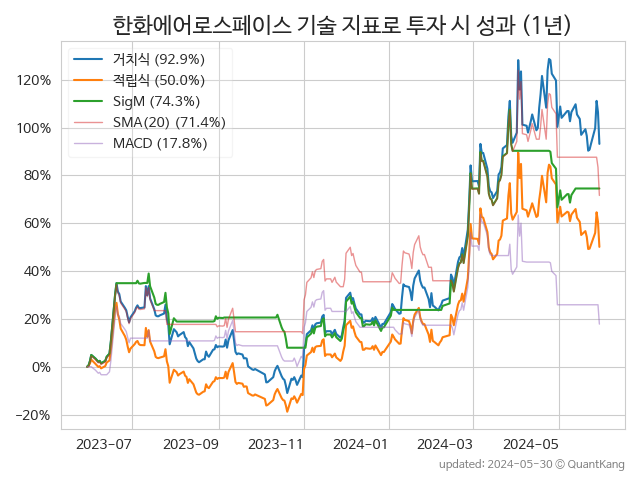 한화에어로스페이스 기술 지표로 투자 시 성과 (1년)
거치식 (92.9%)
적립식 (50.0%)
SigM (74.3%)
SMA(20) (71.4%)
MACD (17.8%)
120%
100%
80%
60%
40%
20%
0%
−20%
2023-07 2023-09 2023-11 2024-01 2024-03 2024-05
updated: 2024-05-30 © QuantKang